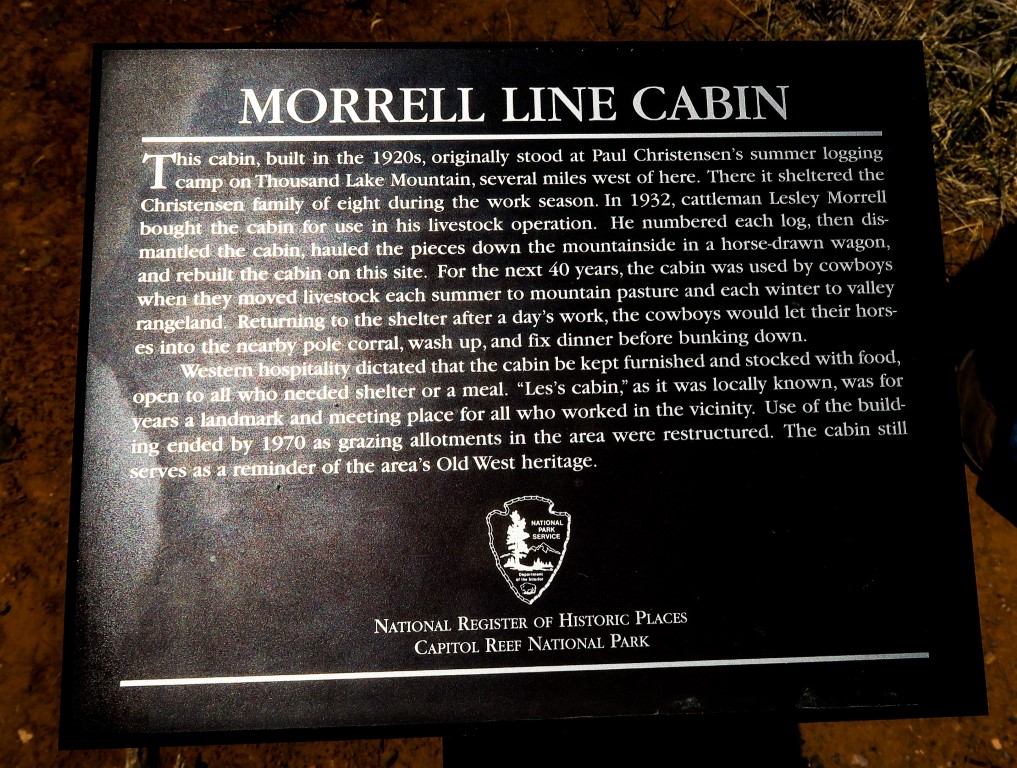 MORRELL LINE CABIN
This cabin, built in the 1920s, originally stood at Paul Christensen's summer logging
camp on Thousand Lake Mountain, several miles west of here. There it sheltered the
Christensen family of eight during the work season. In 1932, cattleman Lesley Morrell
bought the cabin for use in his livestock operation. He numbered each log, then dis-
mantled the cabin, hauled the pieces down the mountainside in a horse-drawn wagon,
and rebuilt the cabin on this site. For the next 40 years, the cabin was used by cowboys
when they moved livestock each summer to mountain pasture and each winter to valley
rangeland. Returning to the shelter after a day's work, the cowboys would let their hors-
es into the nearby pole corral, wash up, and fix dinner before bunking down.
Western hospitality dictated that the cabin be kept furnished and stocked with food,
open to all who needed shelter or a meal. "Les's cabin," as it was locally known, was for
years a landmark and meeting place for all who worked in the vicinity. Use of the build-
ing ended by 1970 as grazing allotments in the area were restructured. The cabin still
serves as a reminder of the area's Old West heritage.
NATIONAL
PARK
SERVICE
Department
of the Interior
NATIONAL REGISTER OF HISTORIC PLACES
CAPITOL REEF NATIONAL PARK